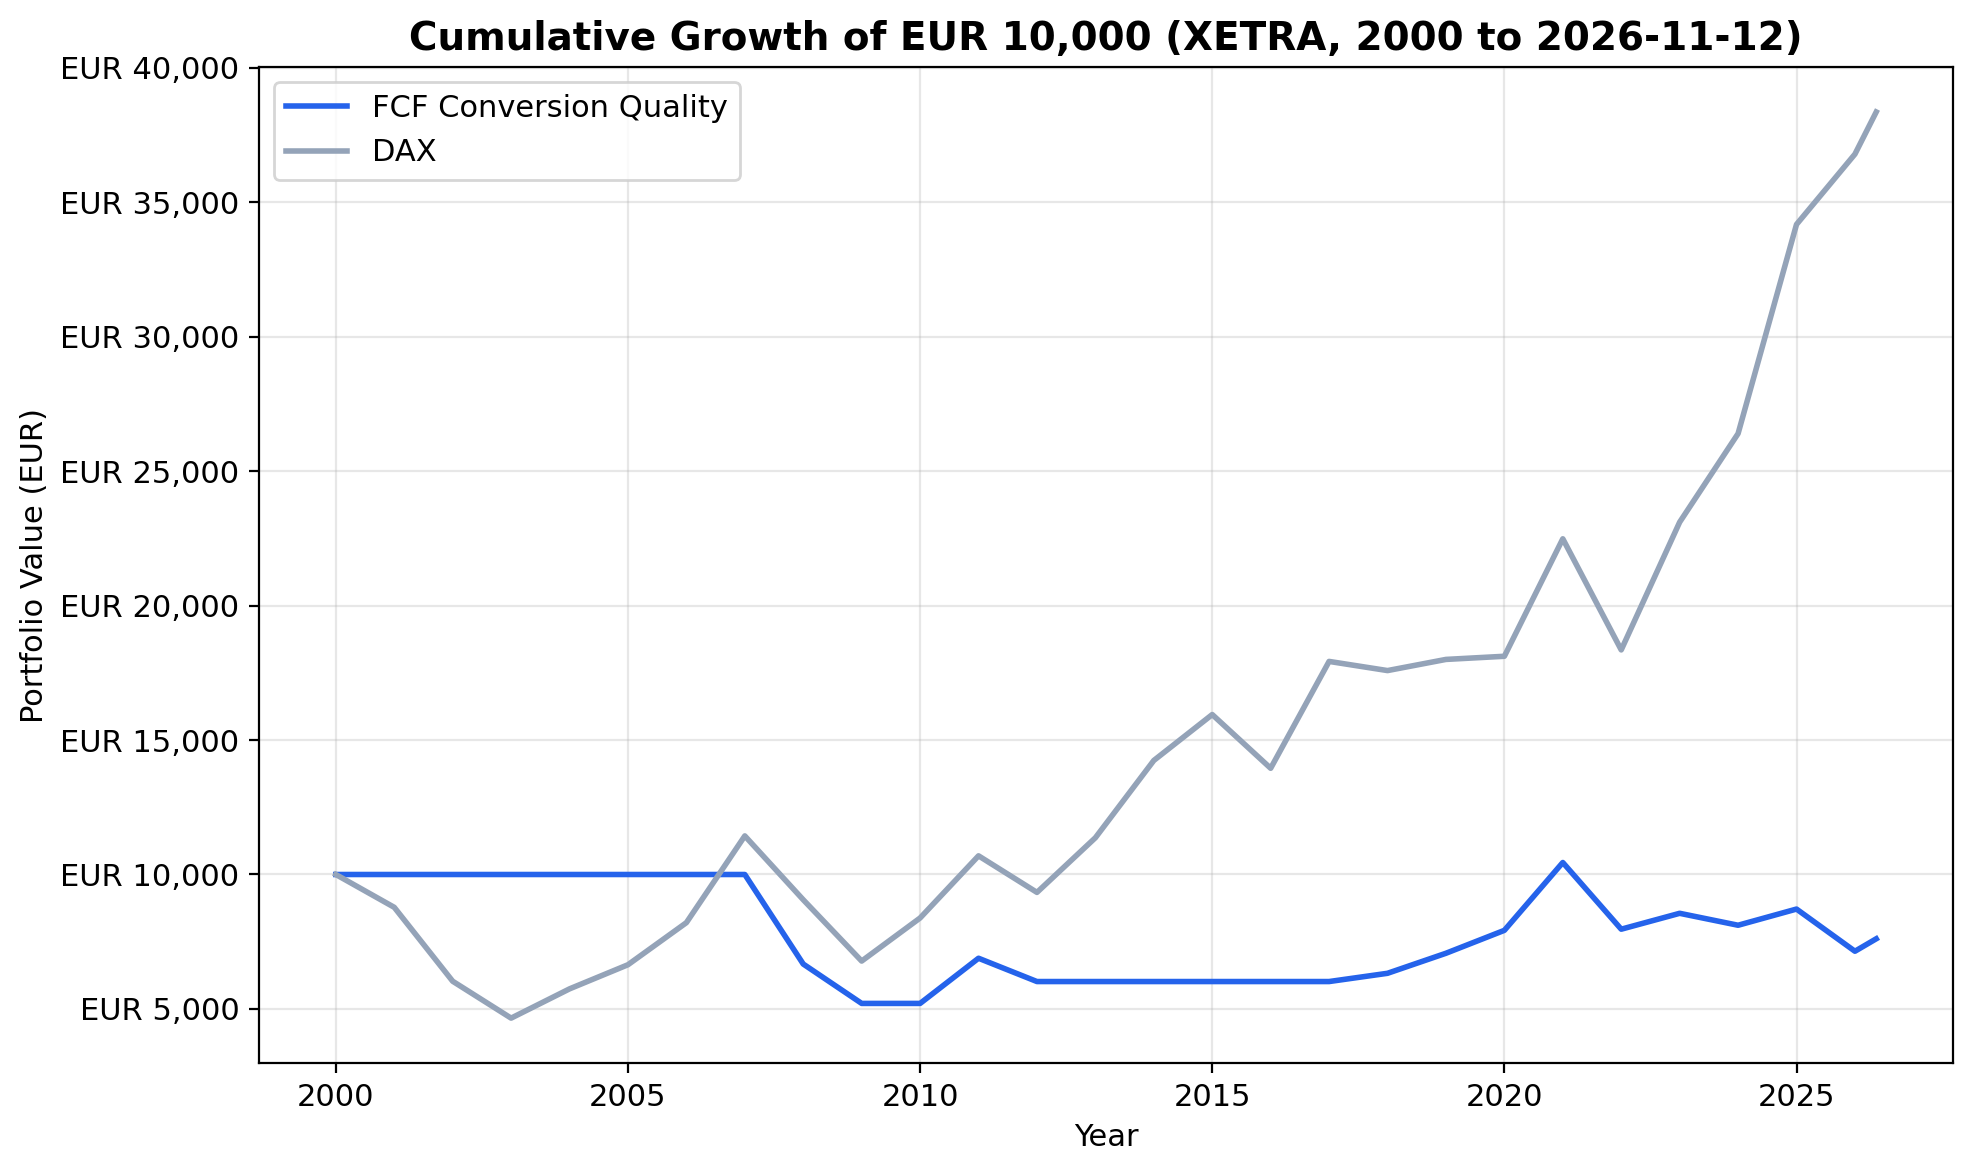 Cumulative Growth of EUR 10,000 (XETRA, 2000 to 2026-11-12)
EUR 40,000
EUR 35,000
EUR 30,000
EUR 25,000
EUR 20,000
EUR 15,000
EUR 10,000
EUR 5,000
Portfolio Value (EUR)
FCF Conversion Quality
DAX
2000
2005
2010
2015
2020
2025
Year